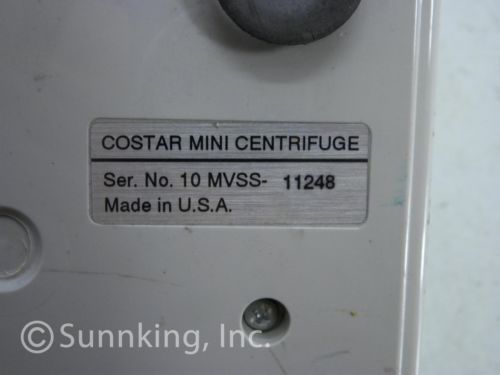 COSTAR MINI CENTRIFUGE
Ser. No. 10 MVSS- 11248
Made in U.S.A.
© Sunnking, Inc.